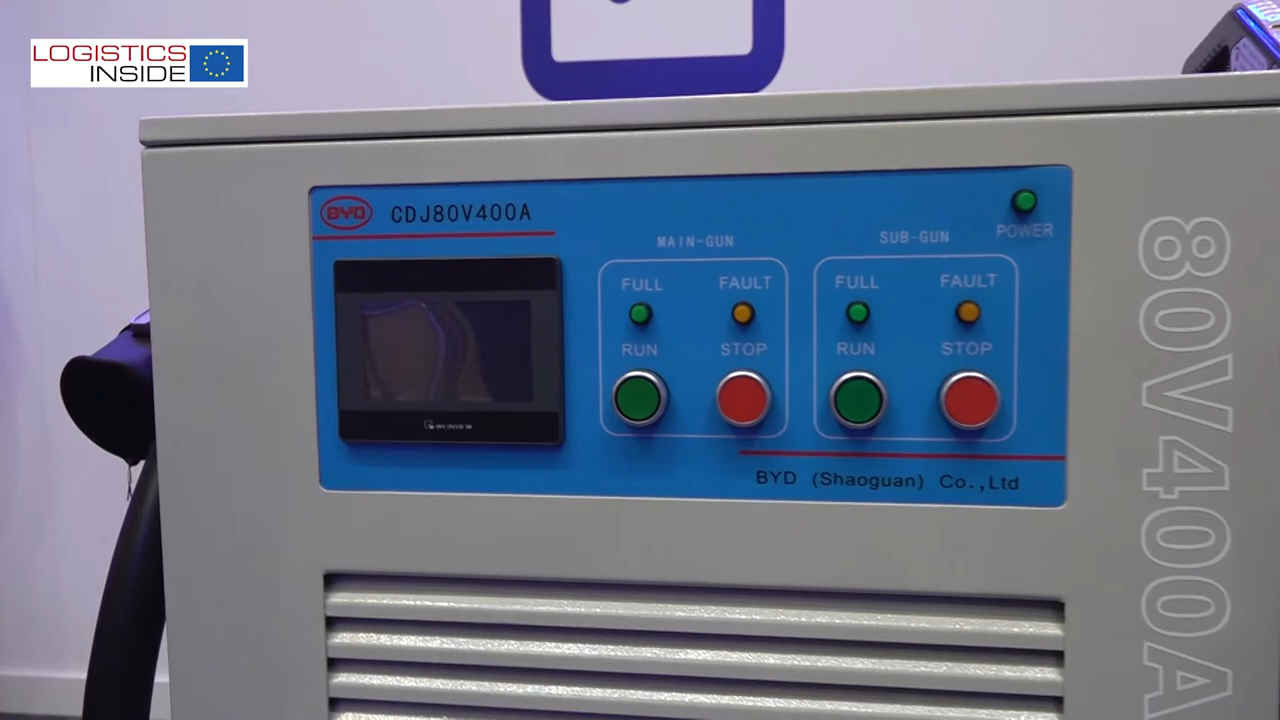 LOGISTICS
INSIDE
BYD CDJ80V400A
POWER
MAIN-GUN
FULL FAULT
RUN STOP
SUB-GUN
FULL FAULT
RUN STOP
WEINVIEW
BYD (Shaoguan) Co.,Ltd
80V400A